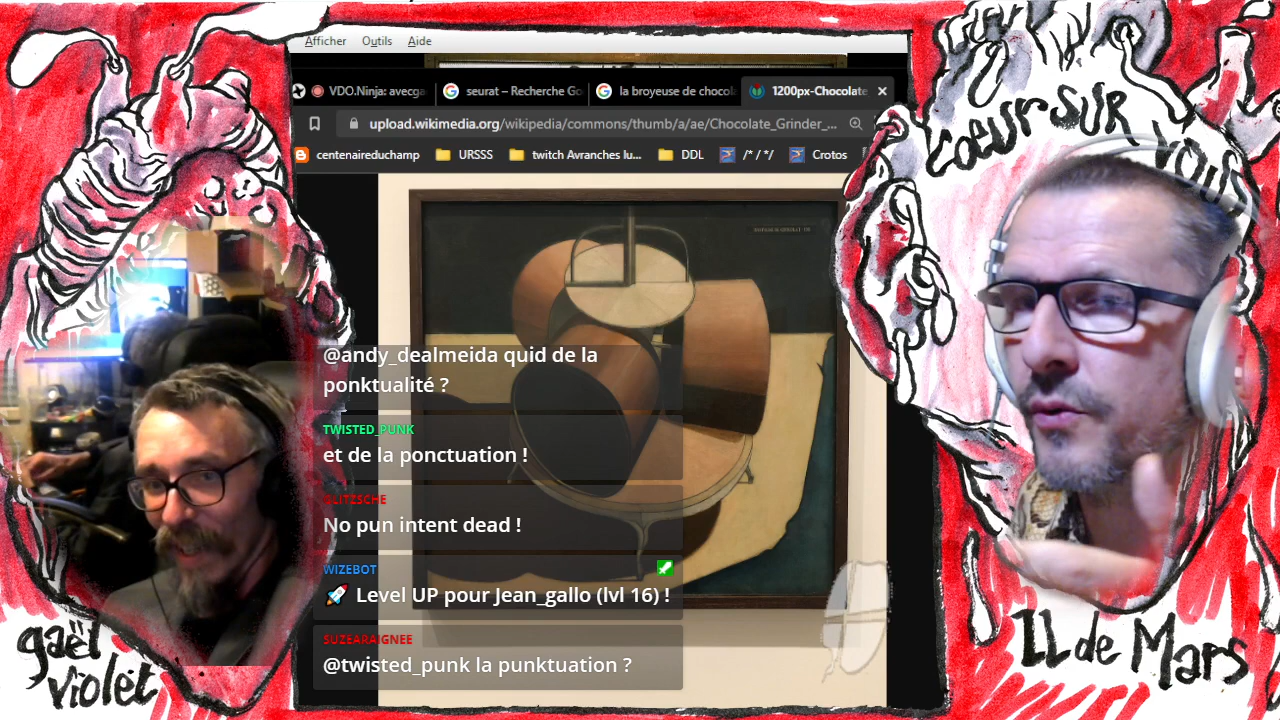 Afficher Outils Aide
VDO.Ninja: avecga
seurat – Recherche Go
la broyeuse de chocol
1200px-Chocolate
upload.wikimedia.org/wikipedia/commons/thumb/a/ae/Chocolate_Grinder_...
centenaireduchamp URSSS twitch Avranches lu... DDL /* / */ Crotos
cœur sur vous
@andy_dealmeida quid de la
ponktualité ?
TWISTED_PUNK
et de la ponctuation !
GLITZSCHE
No pun intent dead !
WIZEBOT
🚀 Level UP pour Jean_gallo (lvl 16) !
SUZEARAIGNEE
@twisted_punk la punktuation ?
gaël
violet
LL de Mars